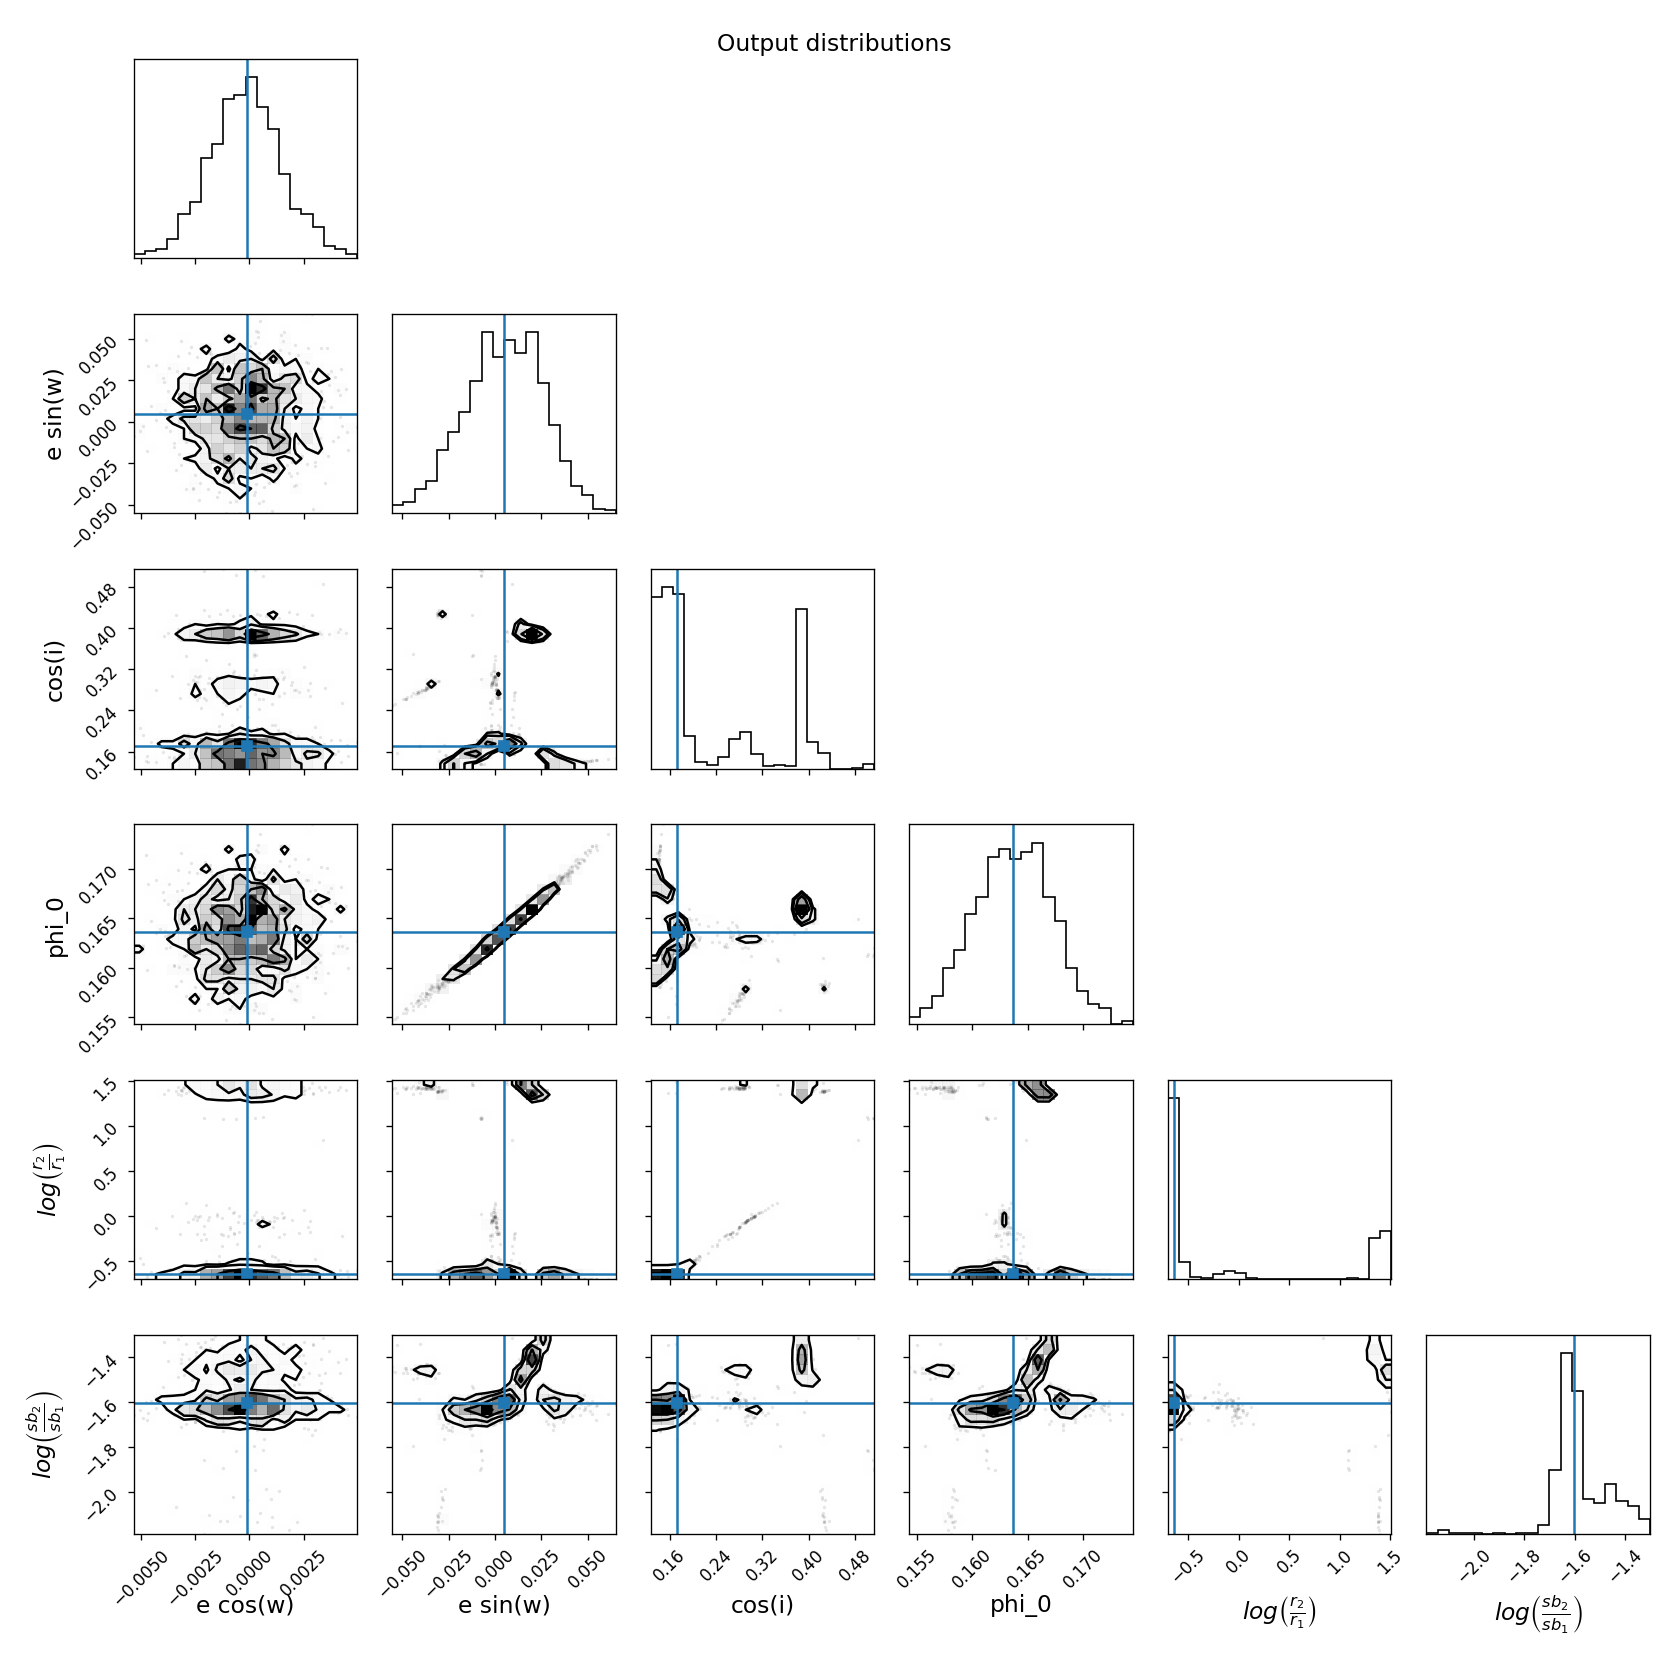 Output distributions
e sin(w)
0.050
0.025
0.000
−0.025
−0.050
cos(i)
0.48
0.40
0.32
0.24
0.16
phi_0
0.170
0.165
0.160
0.155
log(r2/r1)
1.5
1.0
0.5
0.0
−0.5
log(sb2/sb1)
−1.4
−1.6
−1.8
−2.0
−0.0050 −0.0025 0.0000 0.0025
−0.050 −0.025 0.000 0.025 0.050
0.16 0.24 0.32 0.40 0.48
0.155 0.160 0.165 0.170
−0.5 0.0 0.5 1.0 1.5
−2.0 −1.8 −1.6 −1.4
e cos(w) e sin(w) cos(i) phi_0 log(r2/r1) log(sb2/sb1)